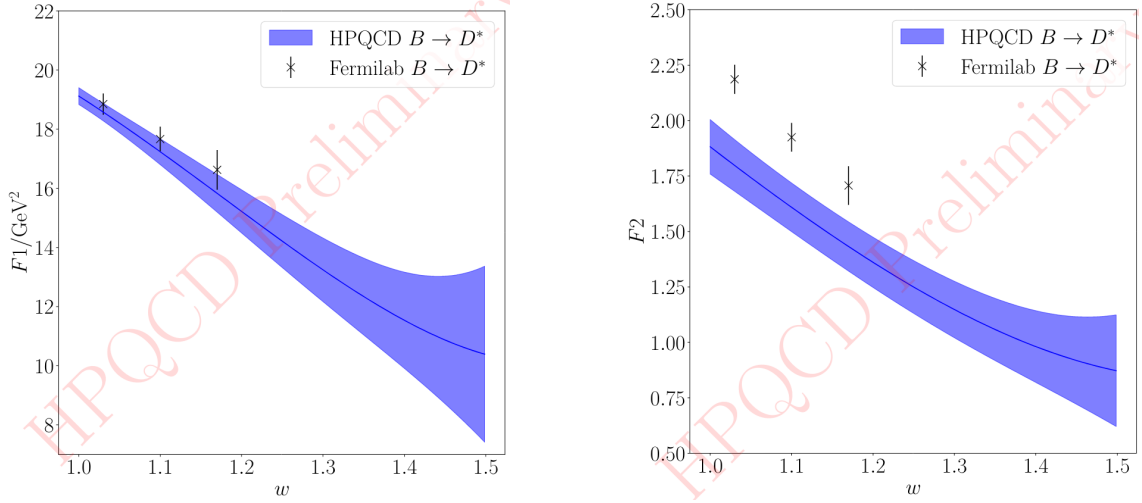 22
20
18
16
14
12
10
8
F1/GeV²
1.0 1.1 1.2 1.3 1.4 1.5
w
HPQCD B → D*
Fermilab B → D*
HPQCD Preliminary
2.50
2.25
2.00
1.75
1.50
1.25
1.00
0.75
0.50
F2
1.0 1.1 1.2 1.3 1.4 1.5
w
HPQCD B → D*
Fermilab B → D*
HPQCD Preliminary